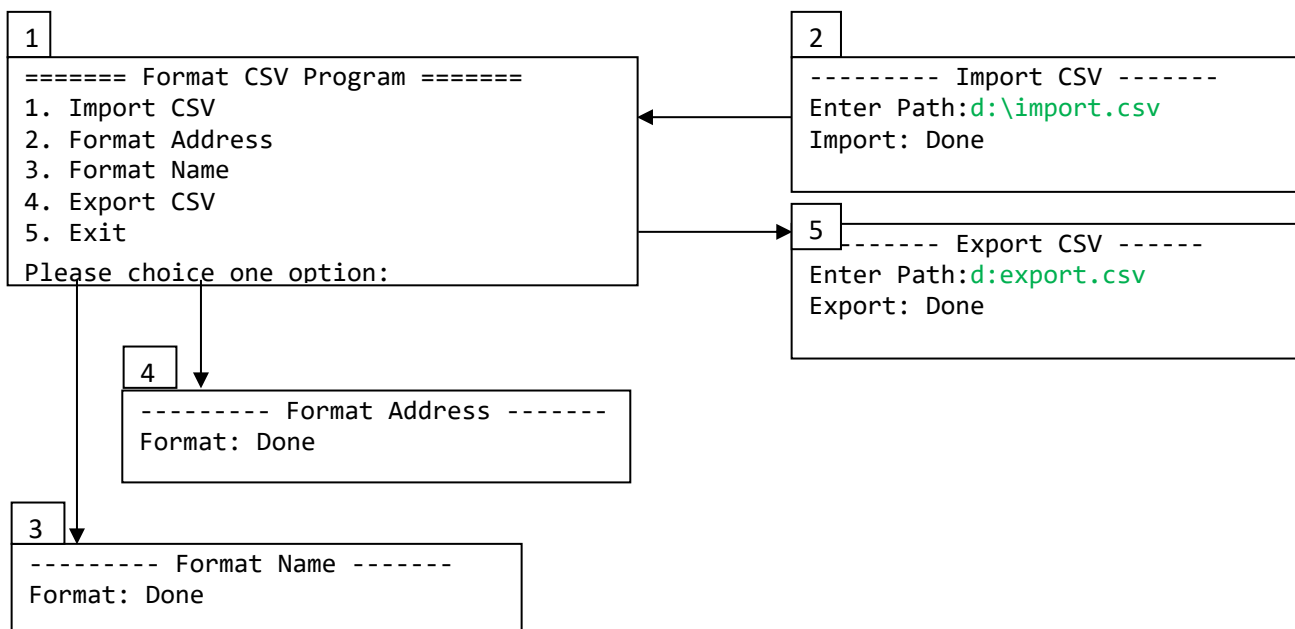 1
======= Format CSV Program =======
1. Import CSV
2. Format Address
3. Format Name
4. Export CSV
5. Exit
Please choice one option:
2
--------- Import CSV -------
Enter Path:d:\import.csv
Import: Done
5
-------- Export CSV ------
Enter Path:d:export.csv
Export: Done
4
--------- Format Address -------
Format: Done
3
--------- Format Name -------
Format: Done